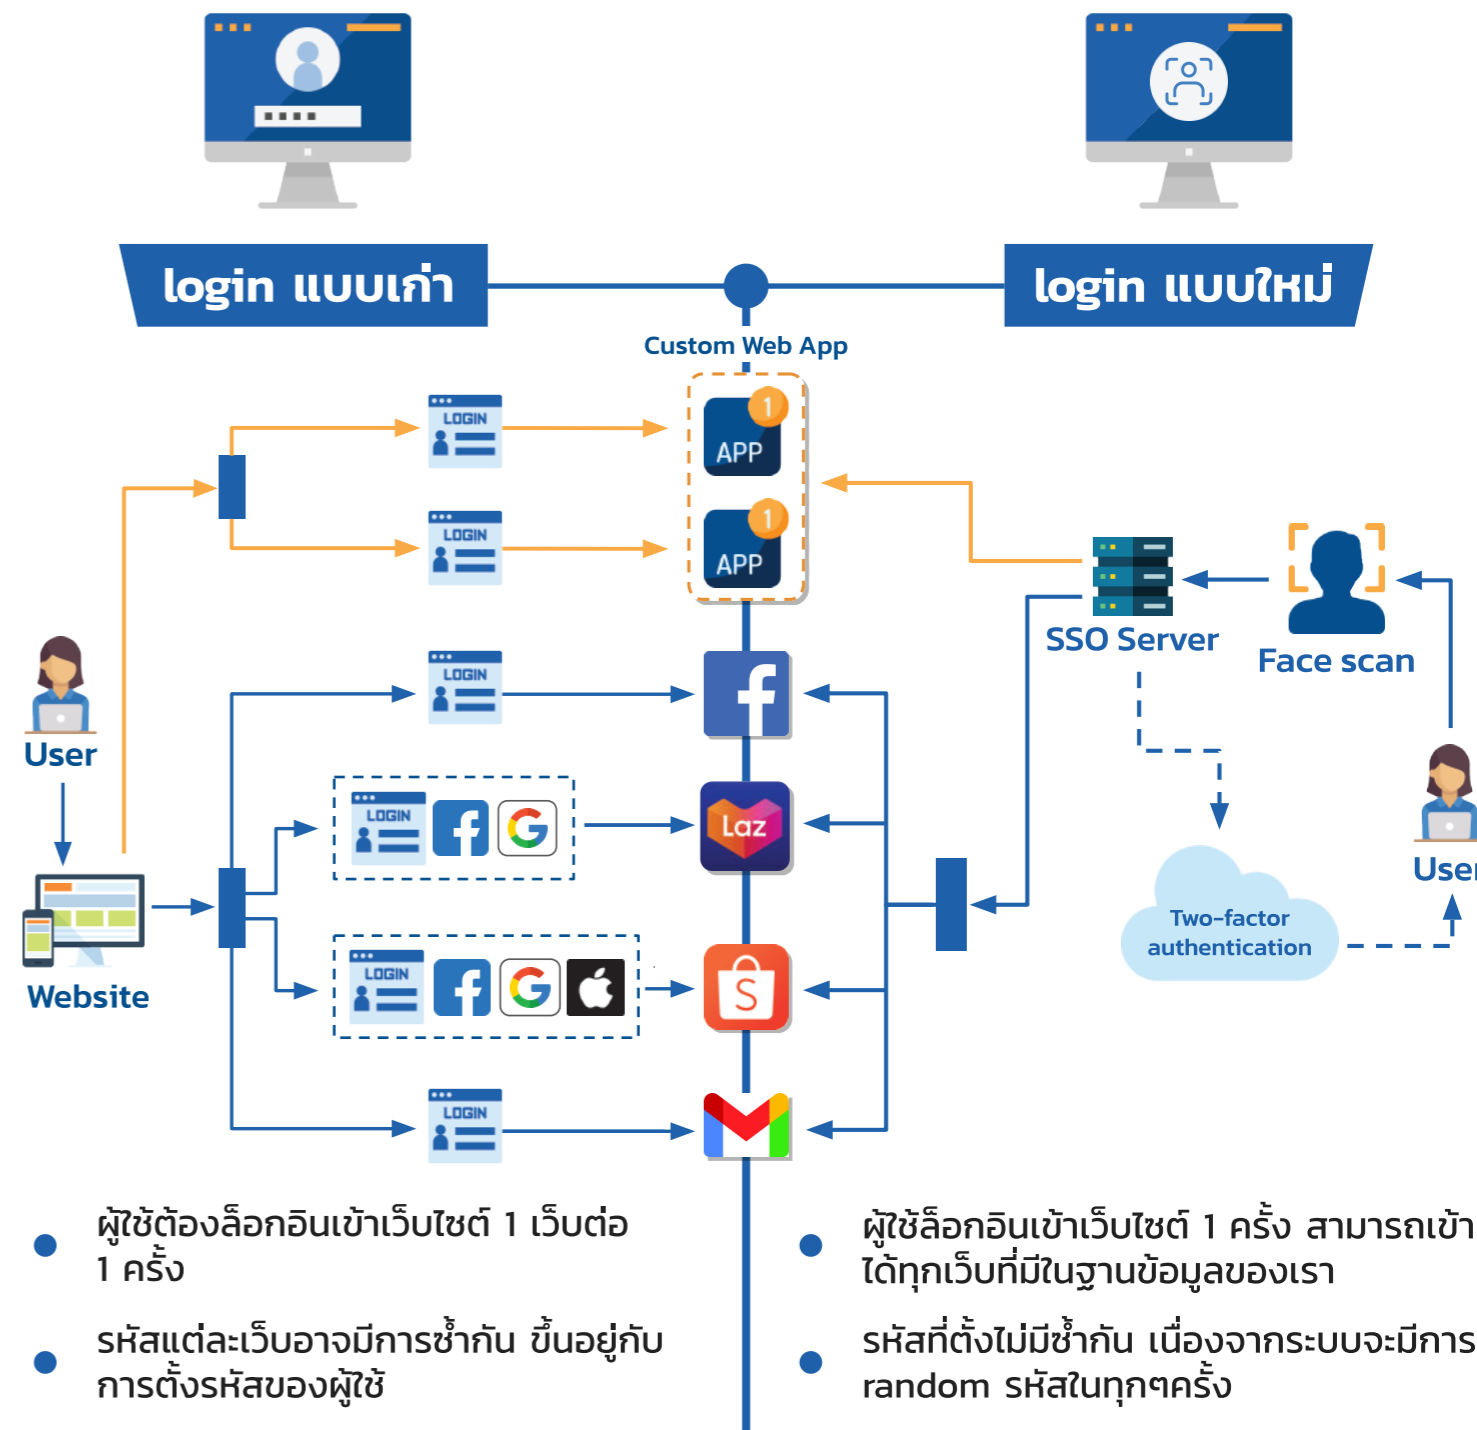 login แบบเก่า
login แบบใหม่
Custom Web App
LOGIN
1
APP
LOGIN
1
APP
SSO Server
Face scan
LOGIN
User
LOGIN
Laz
User
Two-factor
authentication
Website
LOGIN
S
LOGIN
ผู้ใช้ต้องล็อกอินเข้าเว็บไซต์ 1 เว็บต่อ
1 ครั้ง
รหัสแต่ละเว็บอาจมีการซ้ำกัน ขึ้นอยู่กับ
การตั้งรหัสของผู้ใช้
ผู้ใช้ล็อกอินเข้าเว็บไซต์ 1 ครั้ง สามารถเข้า
ได้ทุกเว็บที่มีในฐานข้อมูลของเรา
รหัสที่ตั้งไม่มีซ้ำกัน เนื่องจากระบบจะมีการ
random รหัสในทุกๆครั้ง